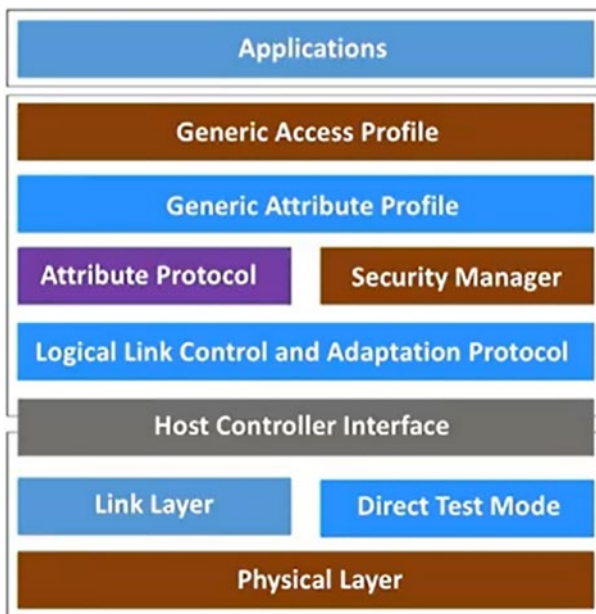 Applications
Generic Access Profile
Generic Attribute Profile
Attribute Protocol
Security Manager
Logical Link Control and Adaptation Protocol
Host Controller Interface
Link Layer
Direct Test Mode
Physical Layer